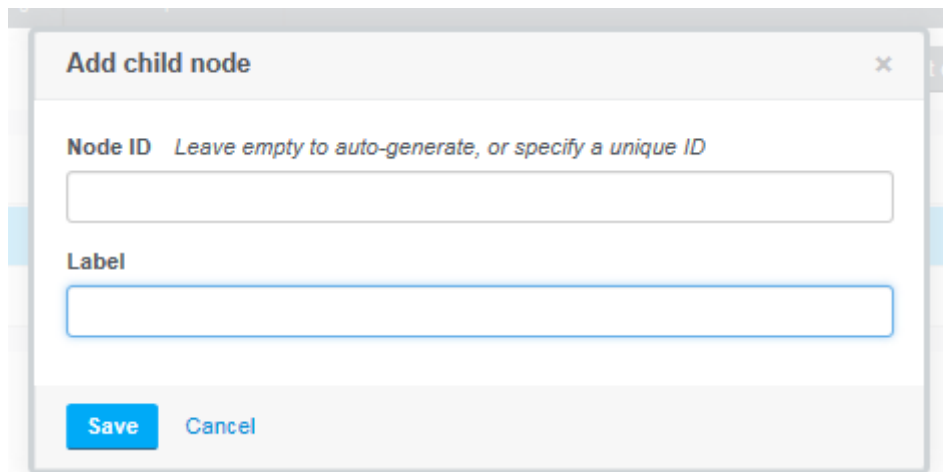 Add child node ×
Node ID Leave empty to auto-generate, or specify a unique ID
Label
Save Cancel